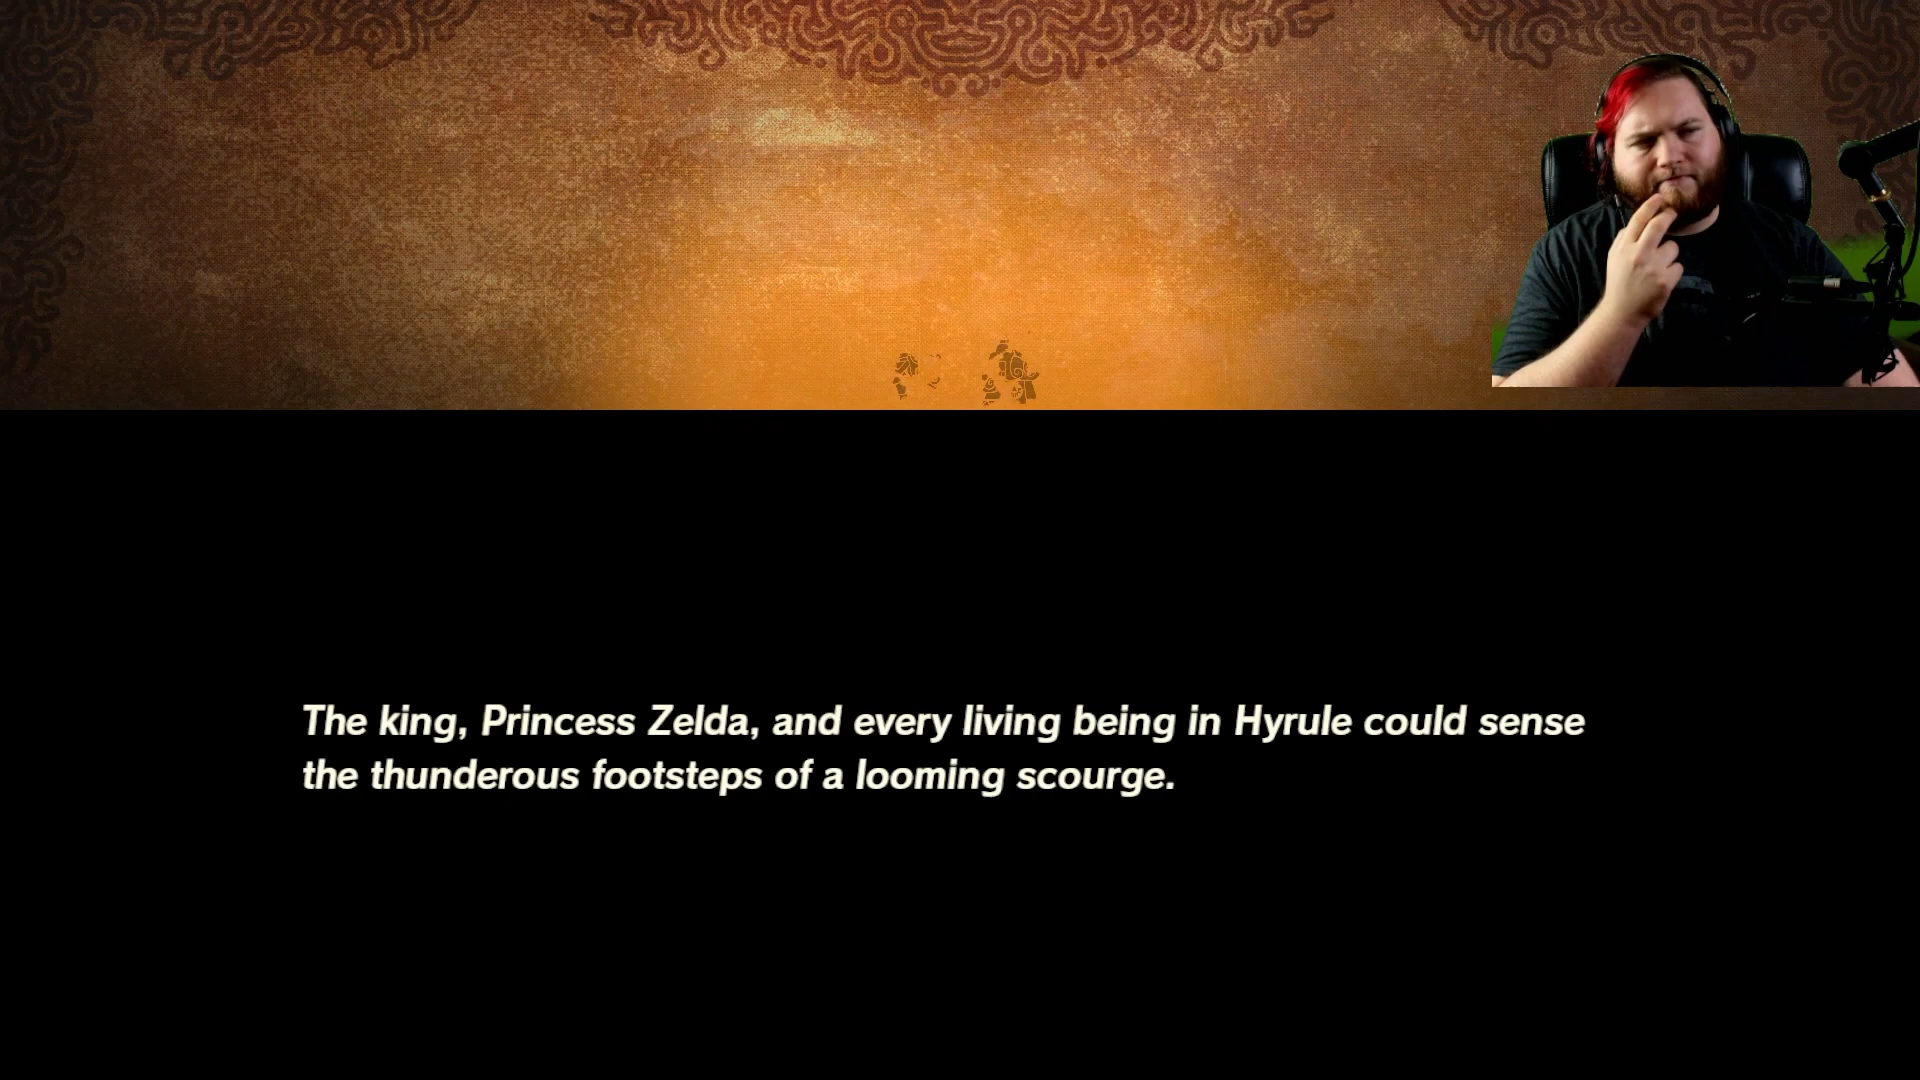 The king, Princess Zelda, and every living being in Hyrule could sense
the thunderous footsteps of a looming scourge.